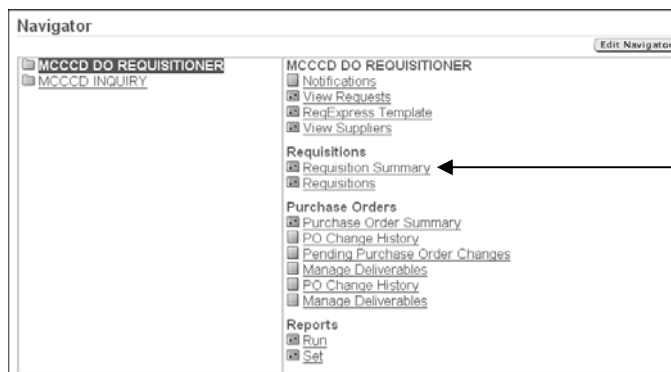 Navigator
Edit Navigator
MCCCD DO REQUISITIONER
MCCCD INQUIRY
MCCCD DO REQUISITIONER
Notifications
View Requests
ReqExpress Template
View Suppliers
Requisitions
Requisition Summary
Requisitions
Purchase Orders
Purchase Order Summary
PO Change History
Pending Purchase Order Changes
Manage Deliverables
PO Change History
Manage Deliverables
Reports
Run
Set